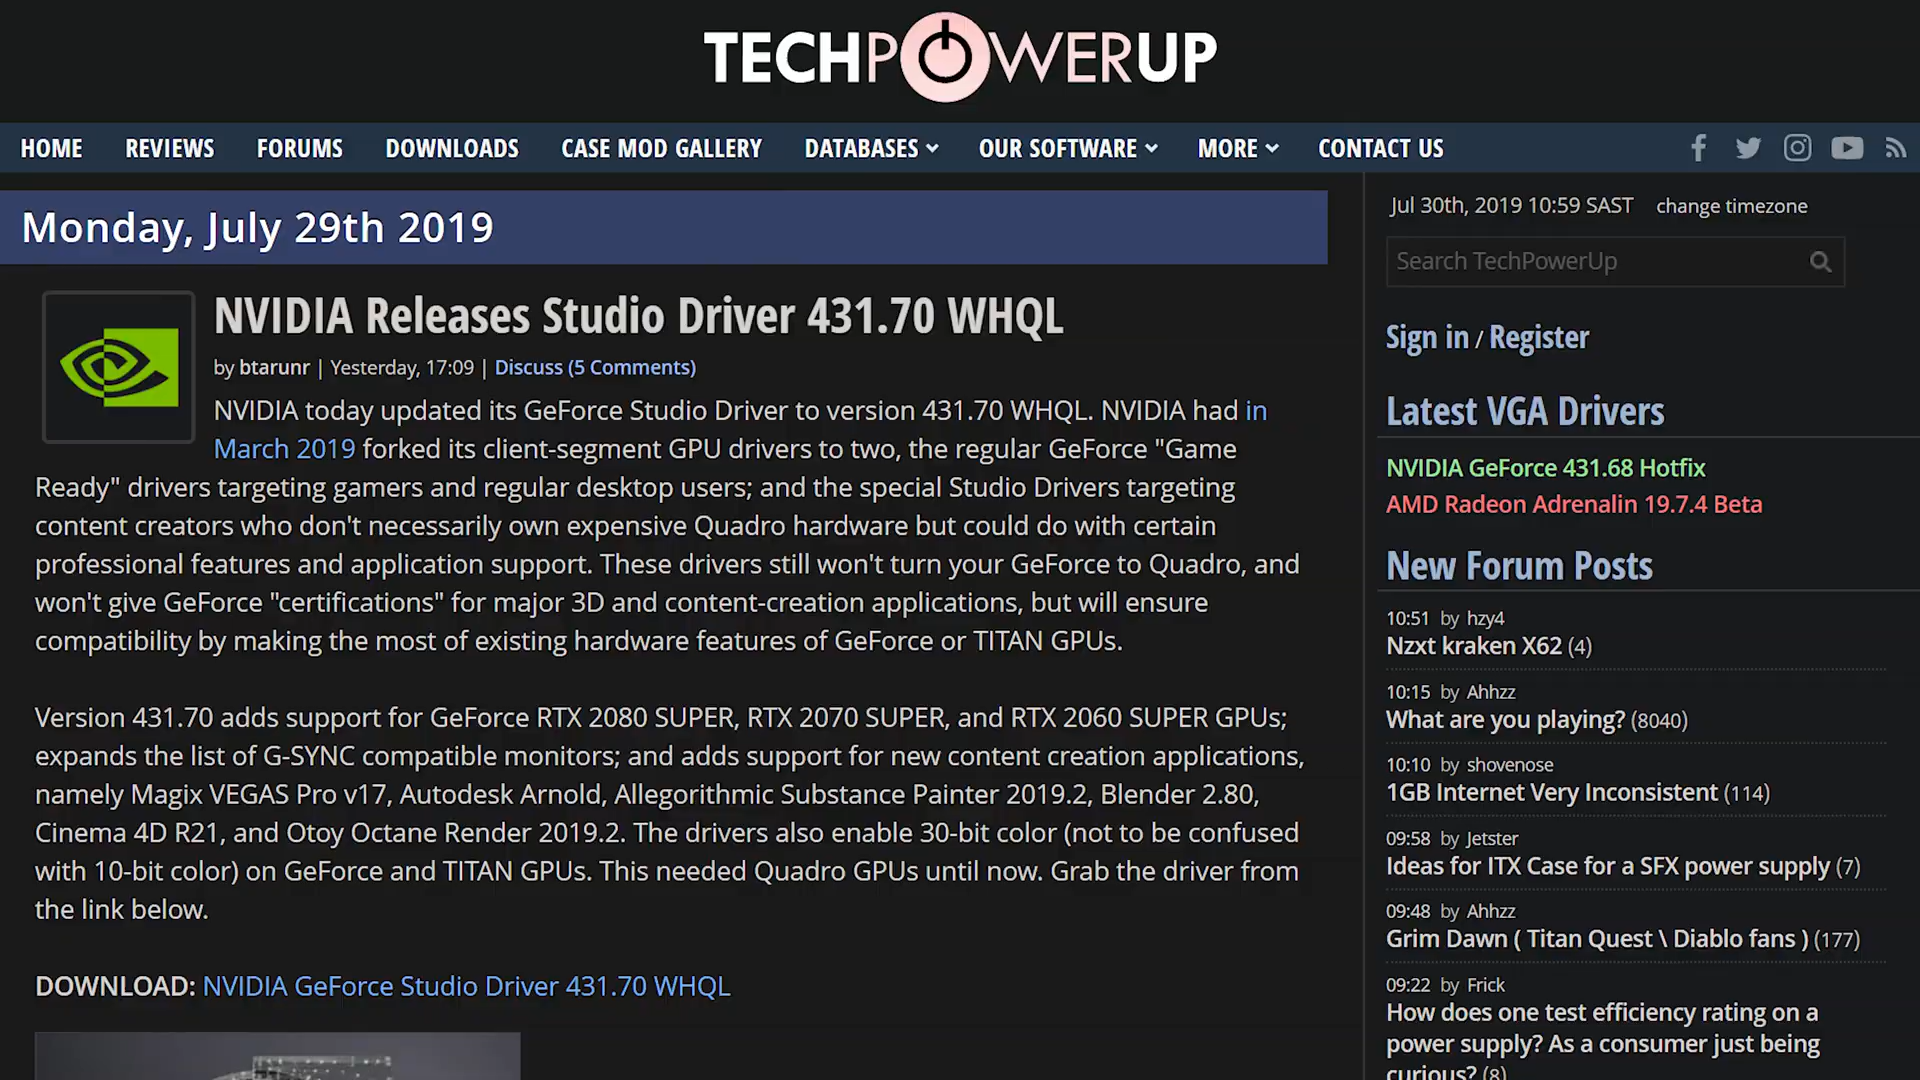 TECHPOWERUP
HOME REVIEWS FORUMS DOWNLOADS CASE MOD GALLERY DATABASES OUR SOFTWARE MORE CONTACT US
Monday, July 29th 2019
NVIDIA Releases Studio Driver 431.70 WHQL
by btarunr | Yesterday, 17:09 | Discuss (5 Comments)
NVIDIA today updated its GeForce Studio Driver to version 431.70 WHQL. NVIDIA had in
March 2019 forked its client-segment GPU drivers to two, the regular GeForce "Game
Ready" drivers targeting gamers and regular desktop users; and the special Studio Drivers targeting
content creators who don't necessarily own expensive Quadro hardware but could do with certain
professional features and application support. These drivers still won't turn your GeForce to Quadro, and
won't give GeForce "certifications" for major 3D and content-creation applications, but will ensure
compatibility by making the most of existing hardware features of GeForce or TITAN GPUs.
Version 431.70 adds support for GeForce RTX 2080 SUPER, RTX 2070 SUPER, and RTX 2060 SUPER GPUs;
expands the list of G-SYNC compatible monitors; and adds support for new content creation applications,
namely Magix VEGAS Pro v17, Autodesk Arnold, Allegorithmic Substance Painter 2019.2, Blender 2.80,
Cinema 4D R21, and Otoy Octane Render 2019.2. The drivers also enable 30-bit color (not to be confused
with 10-bit color) on GeForce and TITAN GPUs. This needed Quadro GPUs until now. Grab the driver from
the link below.
DOWNLOAD: NVIDIA GeForce Studio Driver 431.70 WHQL
Jul 30th, 2019 10:59 SAST change timezone
Search TechPowerUp
Sign in / Register
Latest VGA Drivers
NVIDIA GeForce 431.68 Hotfix
AMD Radeon Adrenalin 19.7.4 Beta
New Forum Posts
10:51 by hzy4
Nzxt kraken X62 (4)
10:15 by Ahhzz
What are you playing? (8040)
10:10 by shovenose
1GB Internet Very Inconsistent (114)
09:58 by Jetster
Ideas for ITX Case for a SFX power supply (7)
09:48 by Ahhzz
Grim Dawn ( Titan Quest \ Diablo fans ) (177)
09:22 by Frick
How does one test efficiency rating on a
power supply? As a consumer just being
curious? (8)